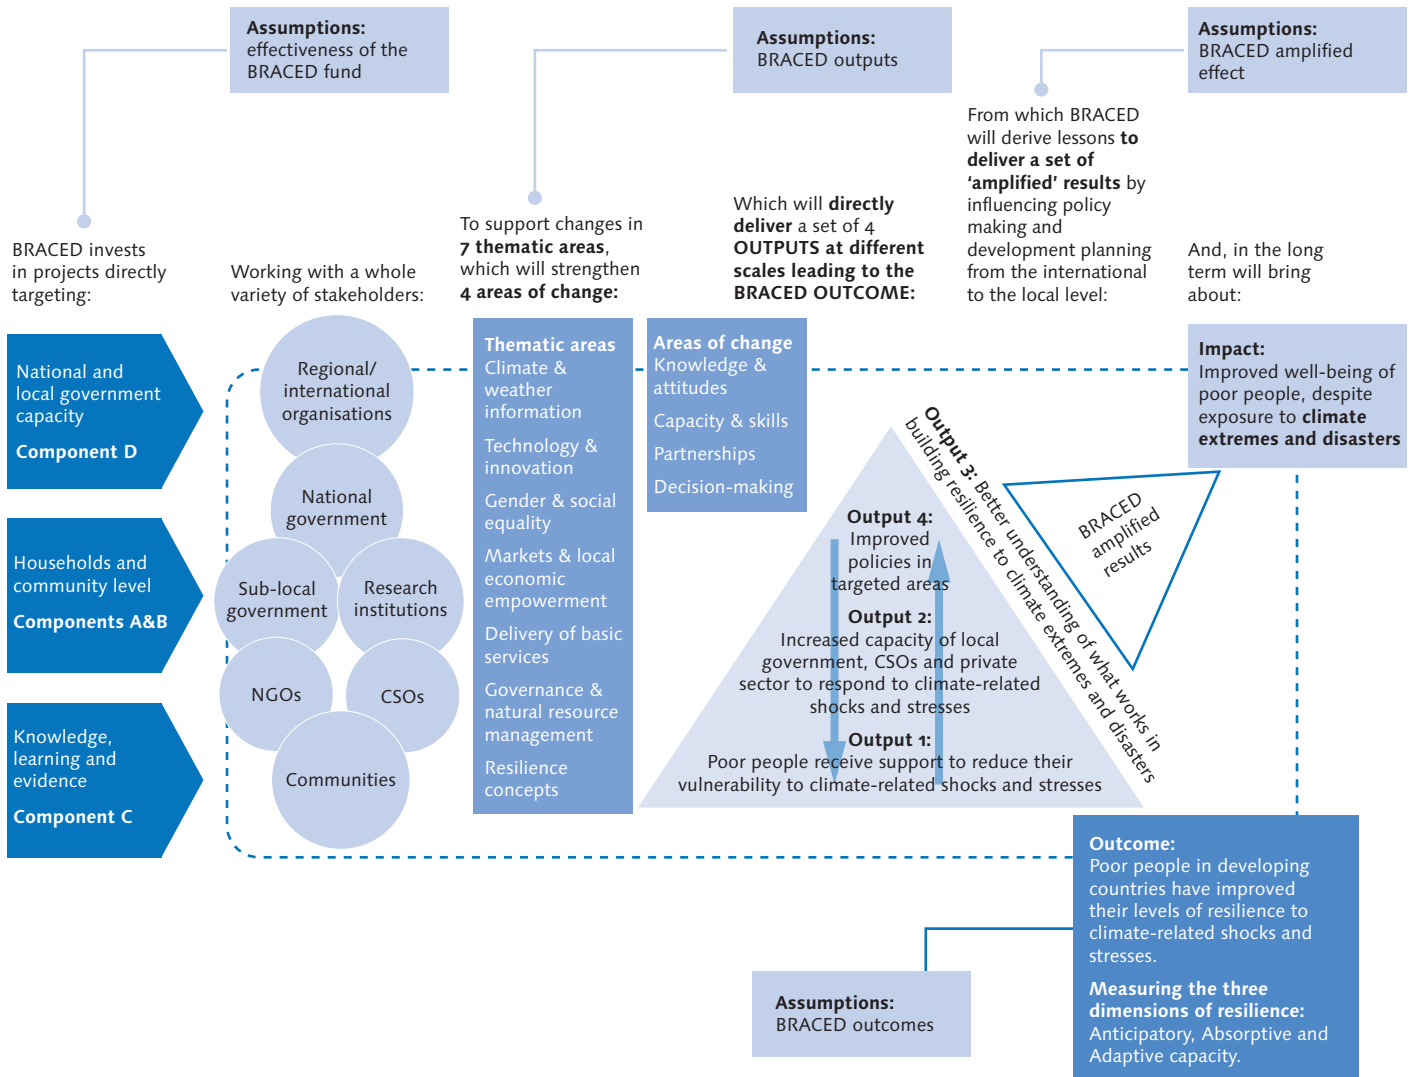 Assumptions:
effectiveness of the
BRACED fund
Assumptions:
BRACED outputs
Assumptions:
BRACED amplified
effect
BRACED invests
in projects directly
targeting:
Working with a whole
variety of stakeholders:
To support changes in
7 thematic areas,
which will strengthen
4 areas of change:
Which will directly
deliver a set of 4
OUTPUTS at different
scales leading to the
BRACED OUTCOME:
From which BRACED
will derive lessons to
deliver a set of
‘amplified’ results by
influencing policy
making and
development planning
from the international
to the local level:
And, in the long
term will bring
about:
National and
local government
capacity
Component D
Households and
community level
Components A&B
Knowledge,
learning and
evidence
Component C
Regional/
international
organisations
National
government
Sub-local
government
Research
institutions
NGOs
CSOs
Communities
Thematic areas
Climate &
weather
information
Technology &
innovation
Gender & social
equality
Markets & local
economic
empowerment
Delivery of basic
services
Governance &
natural resource
management
Resilience
concepts
Areas of change
Knowledge &
attitudes
Capacity & skills
Partnerships
Decision-making
Output 4:
Improved
policies in
targeted areas
Output 2:
Increased capacity of local
government, CSOs and private
sector to respond to climate-related
shocks and stresses
Output 1:
Poor people receive support to reduce their
vulnerability to climate-related shocks and stresses
Output 3: Better understanding of what works in
building resilience to climate extremes and disasters
BRACED
amplified
results
Impact:
Improved well-being of
poor people, despite
exposure to climate
extremes and disasters
Outcome:
Poor people in developing
countries have improved
their levels of resilience to
climate-related shocks and
stresses.
Measuring the three
dimensions of resilience:
Anticipatory, Absorptive and
Adaptive capacity.
Assumptions:
BRACED outcomes